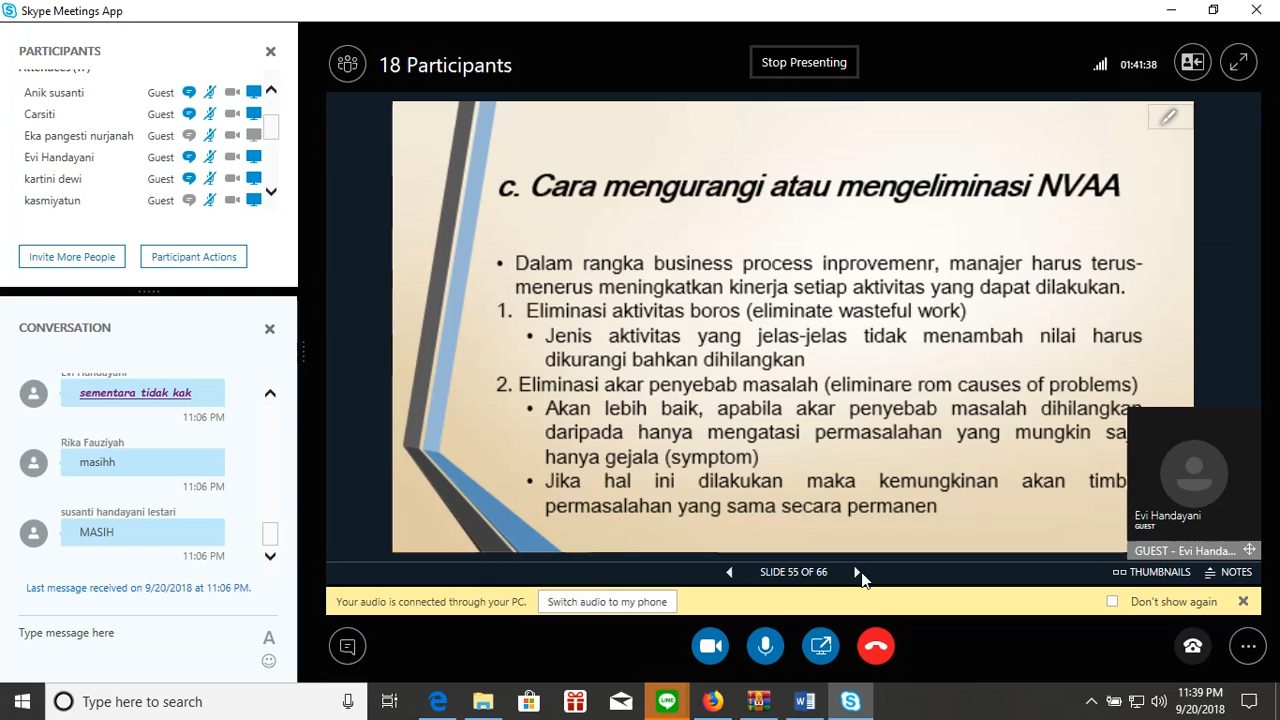 Skype Meetings App
PARTICIPANTS
Attendees (17)
Anik susanti Guest
Carsiti Guest
Eka pangesti nurjanah Guest
Evi Handayani Guest
kartini dewi Guest
kasmiyatun Guest
Invite More People Participant Actions
CONVERSATION
Evi Handayani
sementara tidak kak
11:06 PM
Rika Fauziyah
masihh
11:06 PM
susanti handayani lestari
MASIH
11:06 PM
Last message received on 9/20/2018 at 11:06 PM.
Type message here
18 Participants
Stop Presenting
01:41:38
c. Cara mengurangi atau mengeliminasi NVAA
• Dalam rangka business process inprovemenr, manajer harus terus-
menerus meningkatkan kinerja setiap aktivitas yang dapat dilakukan.
1. Eliminasi aktivitas boros (eliminate wasteful work)
• Jenis aktivitas yang jelas-jelas tidak menambah nilai harus
dikurangi bahkan dihilangkan
2. Eliminasi akar penyebab masalah (eliminare rom causes of problems)
• Akan lebih baik, apabila akar penyebab masalah dihilangkan
daripada hanya mengatasi permasalahan yang mungkin
hanya gejala (symptom)
• Jika hal ini dilakukan maka kemungkinan akan
permasalahan yang sama secara permanen
Evi Handayani
GUEST
GUEST - Evi Handa...
SLIDE 55 OF 66
THUMBNAILS NOTES
Your audio is connected through your PC. Switch audio to my phone Don't show again
Type here to search
11:39 PM
9/20/2018